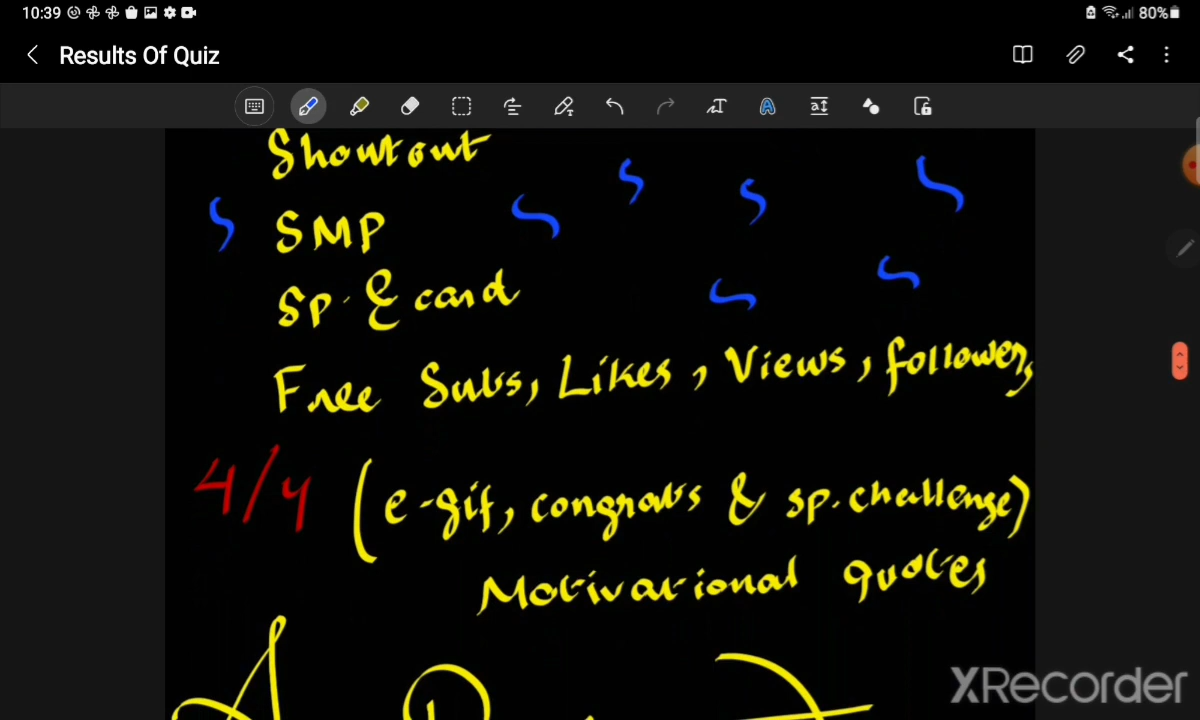 10:39
80%
Results Of Quiz
Shoutout
SMP
Sp. E card
Free Subs, Likes, Views, followers
4/4 (e-gif, congrats & sp. challenge)
Motivational quotes
XRecorder